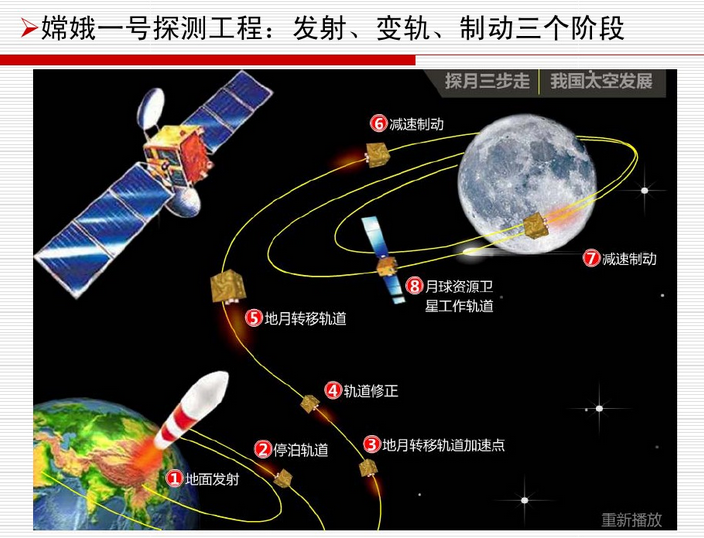 嫦娥一号探测工程：发射、变轨、制动三个阶段
探月三步走 我国太空发展
6 减速制动
7 减速制动
8 月球资源卫
星工作轨道
5 地月转移轨道
4 轨道修正
3 地月转移轨道加速点
2 停泊轨道
1 地面发射
重新播放